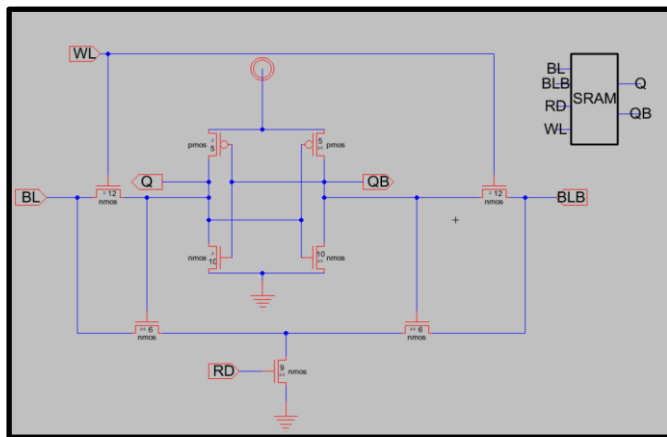 WL
BL
BLB
SRAM
Q
RD
QB
WL
pmos 5
5 pmos
Q
QB
BL
12
nmos
12
nmos
BLB
nmos 10
10 nmos
6
nmos
6
nmos
RD
9 nmos